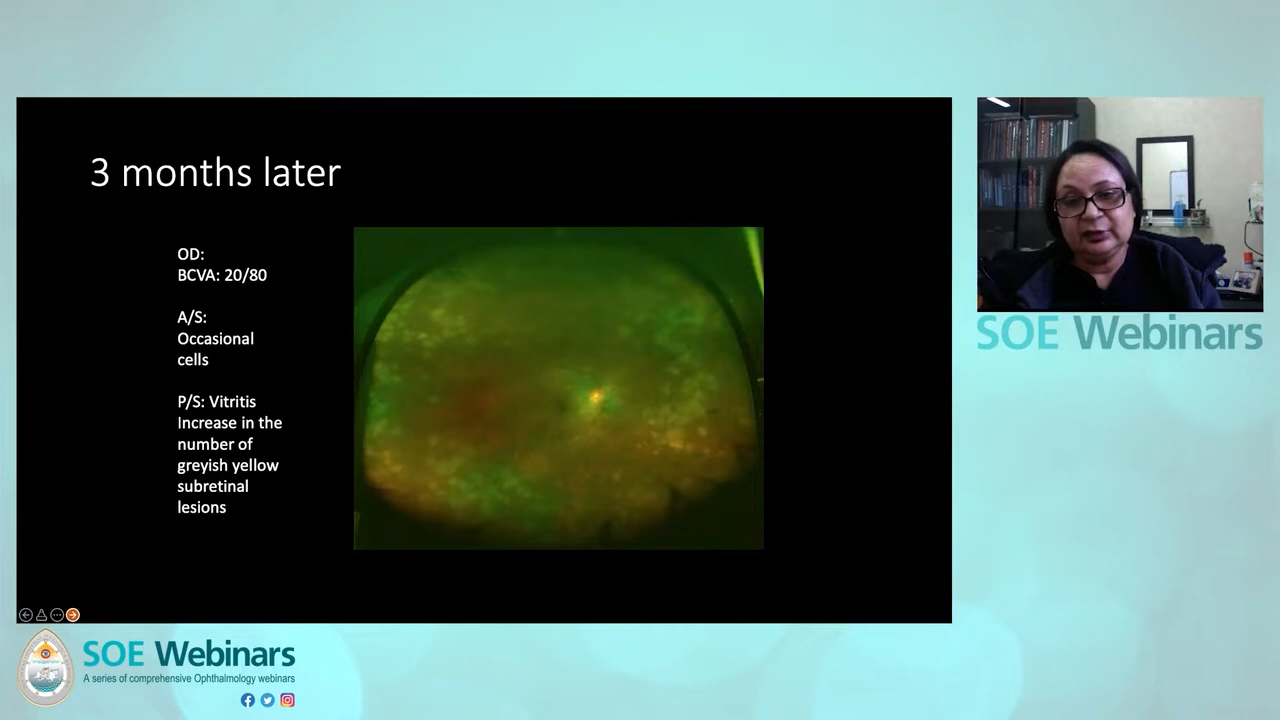 3 months later
OD:
BCVA: 20/80
A/S:
Occasional
cells
P/S: Vitritis
Increase in the
number of
greyish yellow
subretinal
lesions
SOE Webinars
SOE Webinars
A series of comprehensive Ophthalmology webinars